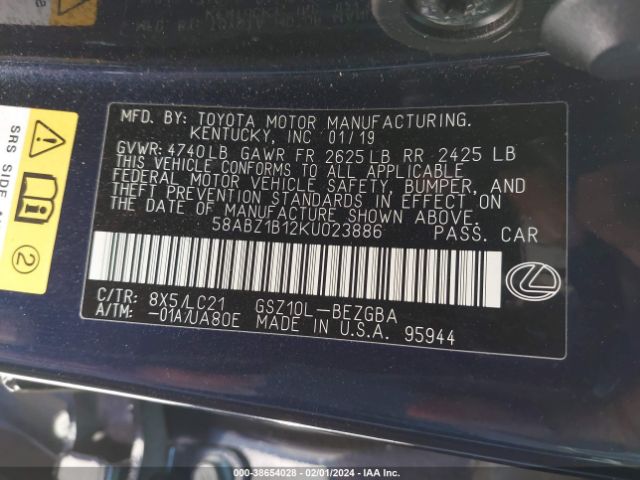 MFD. BY: TOYOTA MOTOR MANUFACTURING.
KENTUCKY, INC 01/19
GVWR: 4740LB GAWR FR 2625LB RR 2425 LB
THIS VEHICLE CONFORMS TO ALL APPLICABLE
FEDERAL MOTOR VEHICLE SAFETY, BUMPER, AND
THEFT PREVENTION STANDARDS IN EFFECT ON THE
DATE OF MANUFACTURE SHOWN ABOVE.
58ABZ1B12KU023886 PASS. CAR
C/TR: 8X5/LC21 GSZ10L-BEZGBA
A/TM: -01A/UA80E MADE IN U.S.A. 95944
SRS SIDE
2
000-38654028 - 02/01/2024 - IAA Inc.